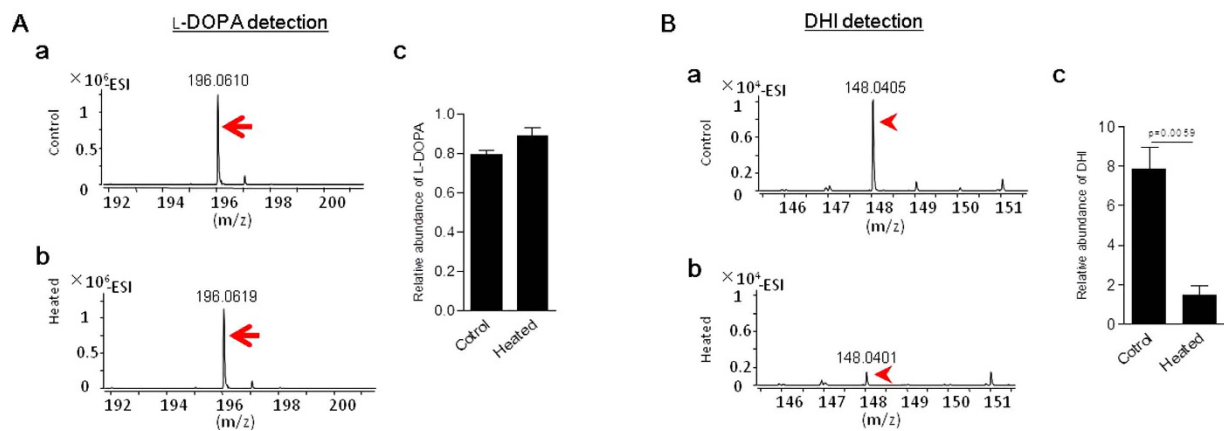 A
L-DOPA detection
a
×10⁶-ESI
196.0610
Control
1
0.5
0
192 194 196 198 200
(m/z)
b
×10⁶-ESI
196.0619
Heated
1
0.5
0
192 194 196 198 200
(m/z)
c
Relative abundance of L-DOPA
1.0
0.8
0.6
0.4
0.2
0.0
Cotrol
Heated
B
DHI detection
a
×10⁴-ESI
148.0405
Control
1
0.6
0.2
0
146 147 148 149 150 151
(m/z)
b
×10⁴-ESI
148.0401
Heated
1
0.6
0.2
0
146 147 148 149 150 151
(m/z)
c
p=0.0059
Relative abundance of DHI
10
8
6
4
2
0
Cotrol
Heated